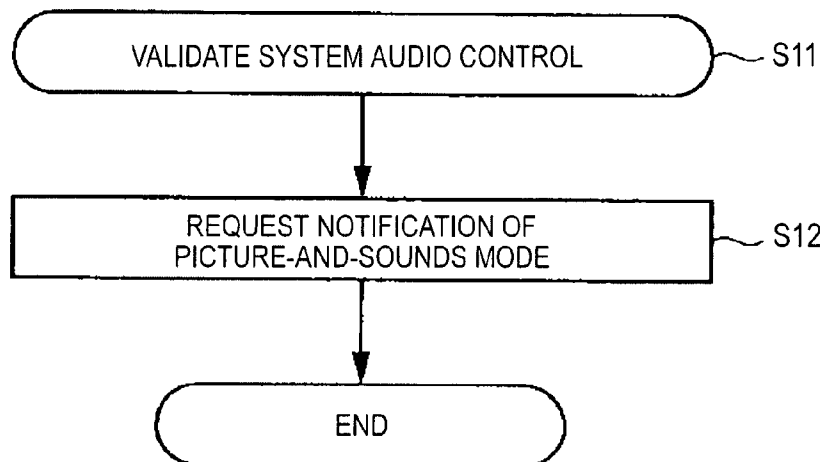 VALIDATE SYSTEM AUDIO CONTROL
S11
REQUEST NOTIFICATION OF
PICTURE-AND-SOUNDS MODE
S12
END